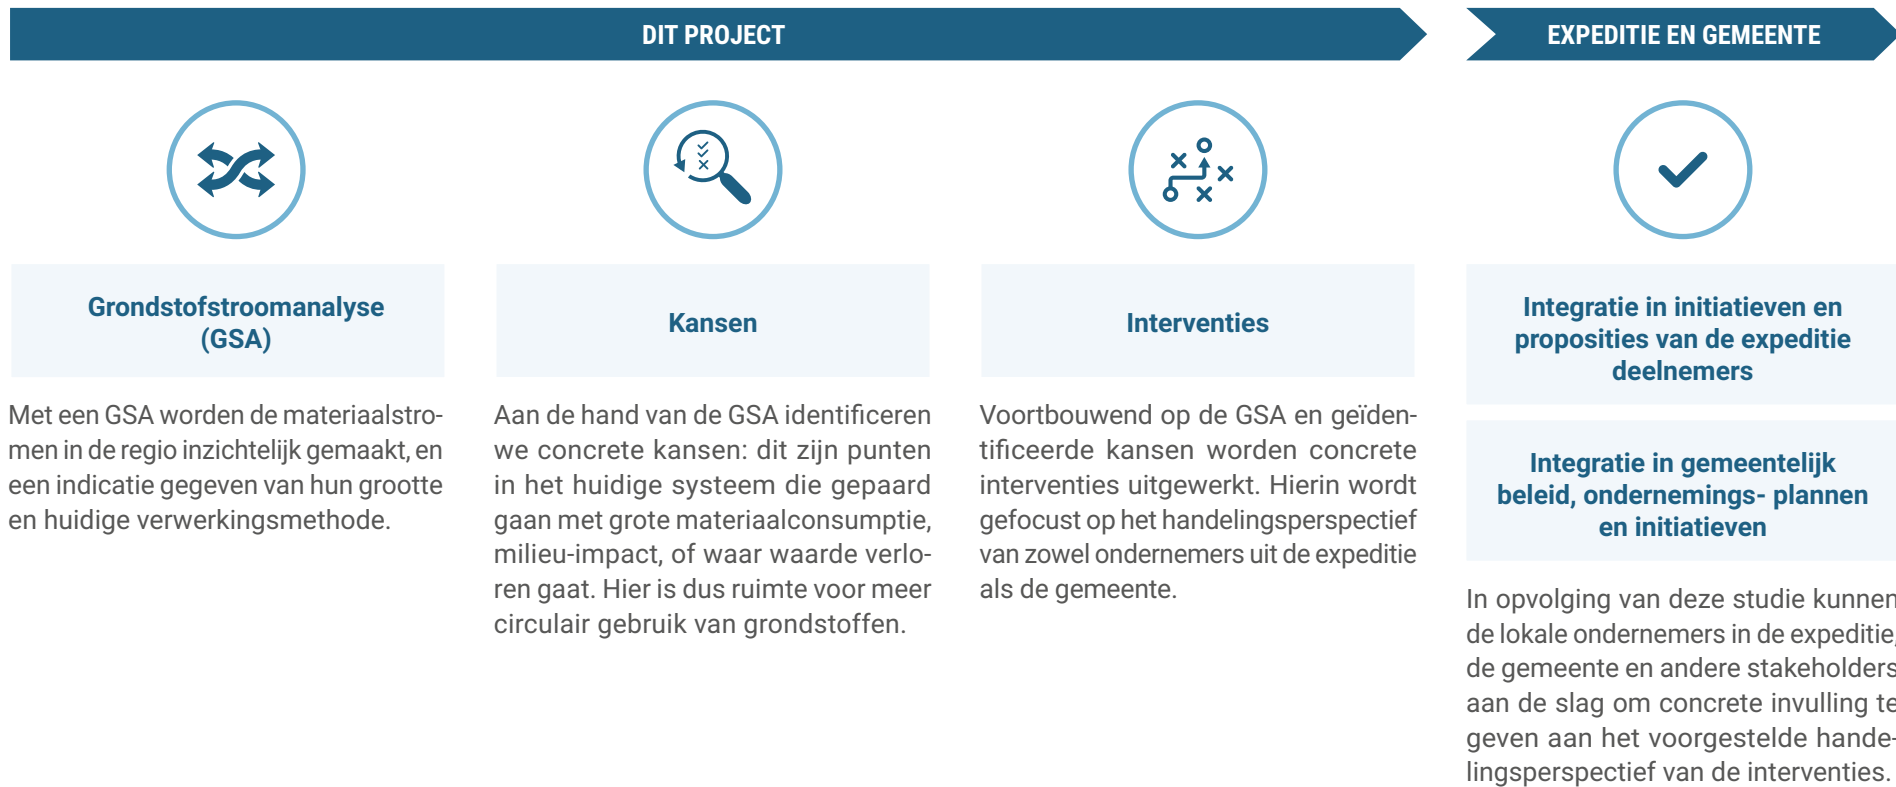 DIT PROJECT
EXPEDITIE EN GEMEENTE
Grondstofstroomanalyse
(GSA)
Met een GSA worden de materiaalstro-
men in de regio inzichtelijk gemaakt, en
een indicatie gegeven van hun grootte
en huidige verwerkingsmethode.
Kansen
Aan de hand van de GSA identificeren
we concrete kansen: dit zijn punten
in het huidige systeem die gepaard
gaan met grote materiaalconsumptie,
milieu-impact, of waar waarde verlo-
ren gaat. Hier is dus ruimte voor meer
circulair gebruik van grondstoffen.
Interventies
Voortbouwend op de GSA en geïden-
tificeerde kansen worden concrete
interventies uitgewerkt. Hierin wordt
gefocust op het handelingsperspectief
van zowel ondernemers uit de expeditie
als de gemeente.
Integratie in initiatieven en
proposities van de expeditie
deelnemers
Integratie in gemeentelijk
beleid, ondernemings- plannen
en initiatieven
In opvolging van deze studie kunnen
de lokale ondernemers in de expeditie,
de gemeente en andere stakeholders
aan de slag om concrete invulling te
geven aan het voorgestelde hande-
lingsperspectief van de interventies.